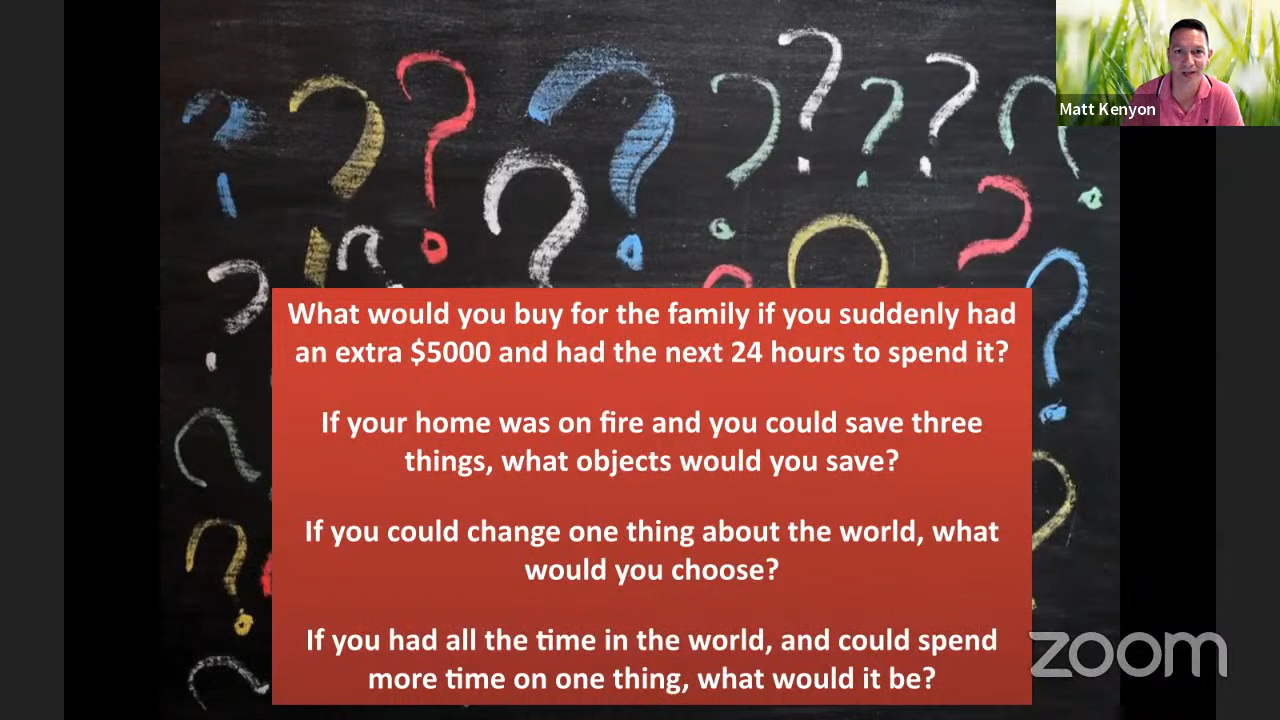 Matt Kenyon
What would you buy for the family if you suddenly had
an extra $5000 and had the next 24 hours to spend it?
If your home was on fire and you could save three
things, what objects would you save?
If you could change one thing about the world, what
would you choose?
If you had all the time in the world, and could spend
more time on one thing, what would it be?
zoom